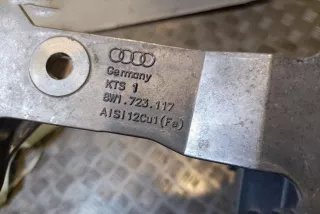 Germany
KTS 1
8W1.723.117
AlSi12Cu1(Fe)